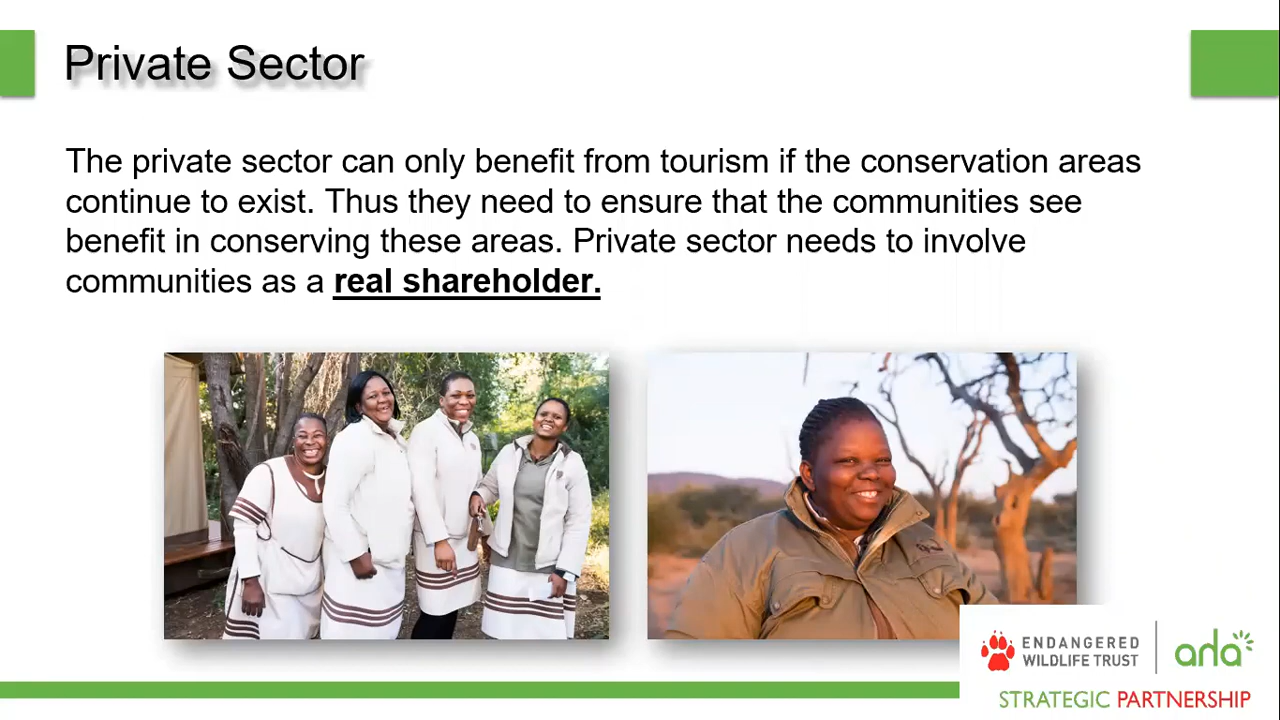 Private Sector
The private sector can only benefit from tourism if the conservation areas
continue to exist. Thus they need to ensure that the communities see
benefit in conserving these areas. Private sector needs to involve
communities as a real shareholder.
ENDANGERED
WILDLIFE TRUST
arla
STRATEGIC PARTNERSHIP